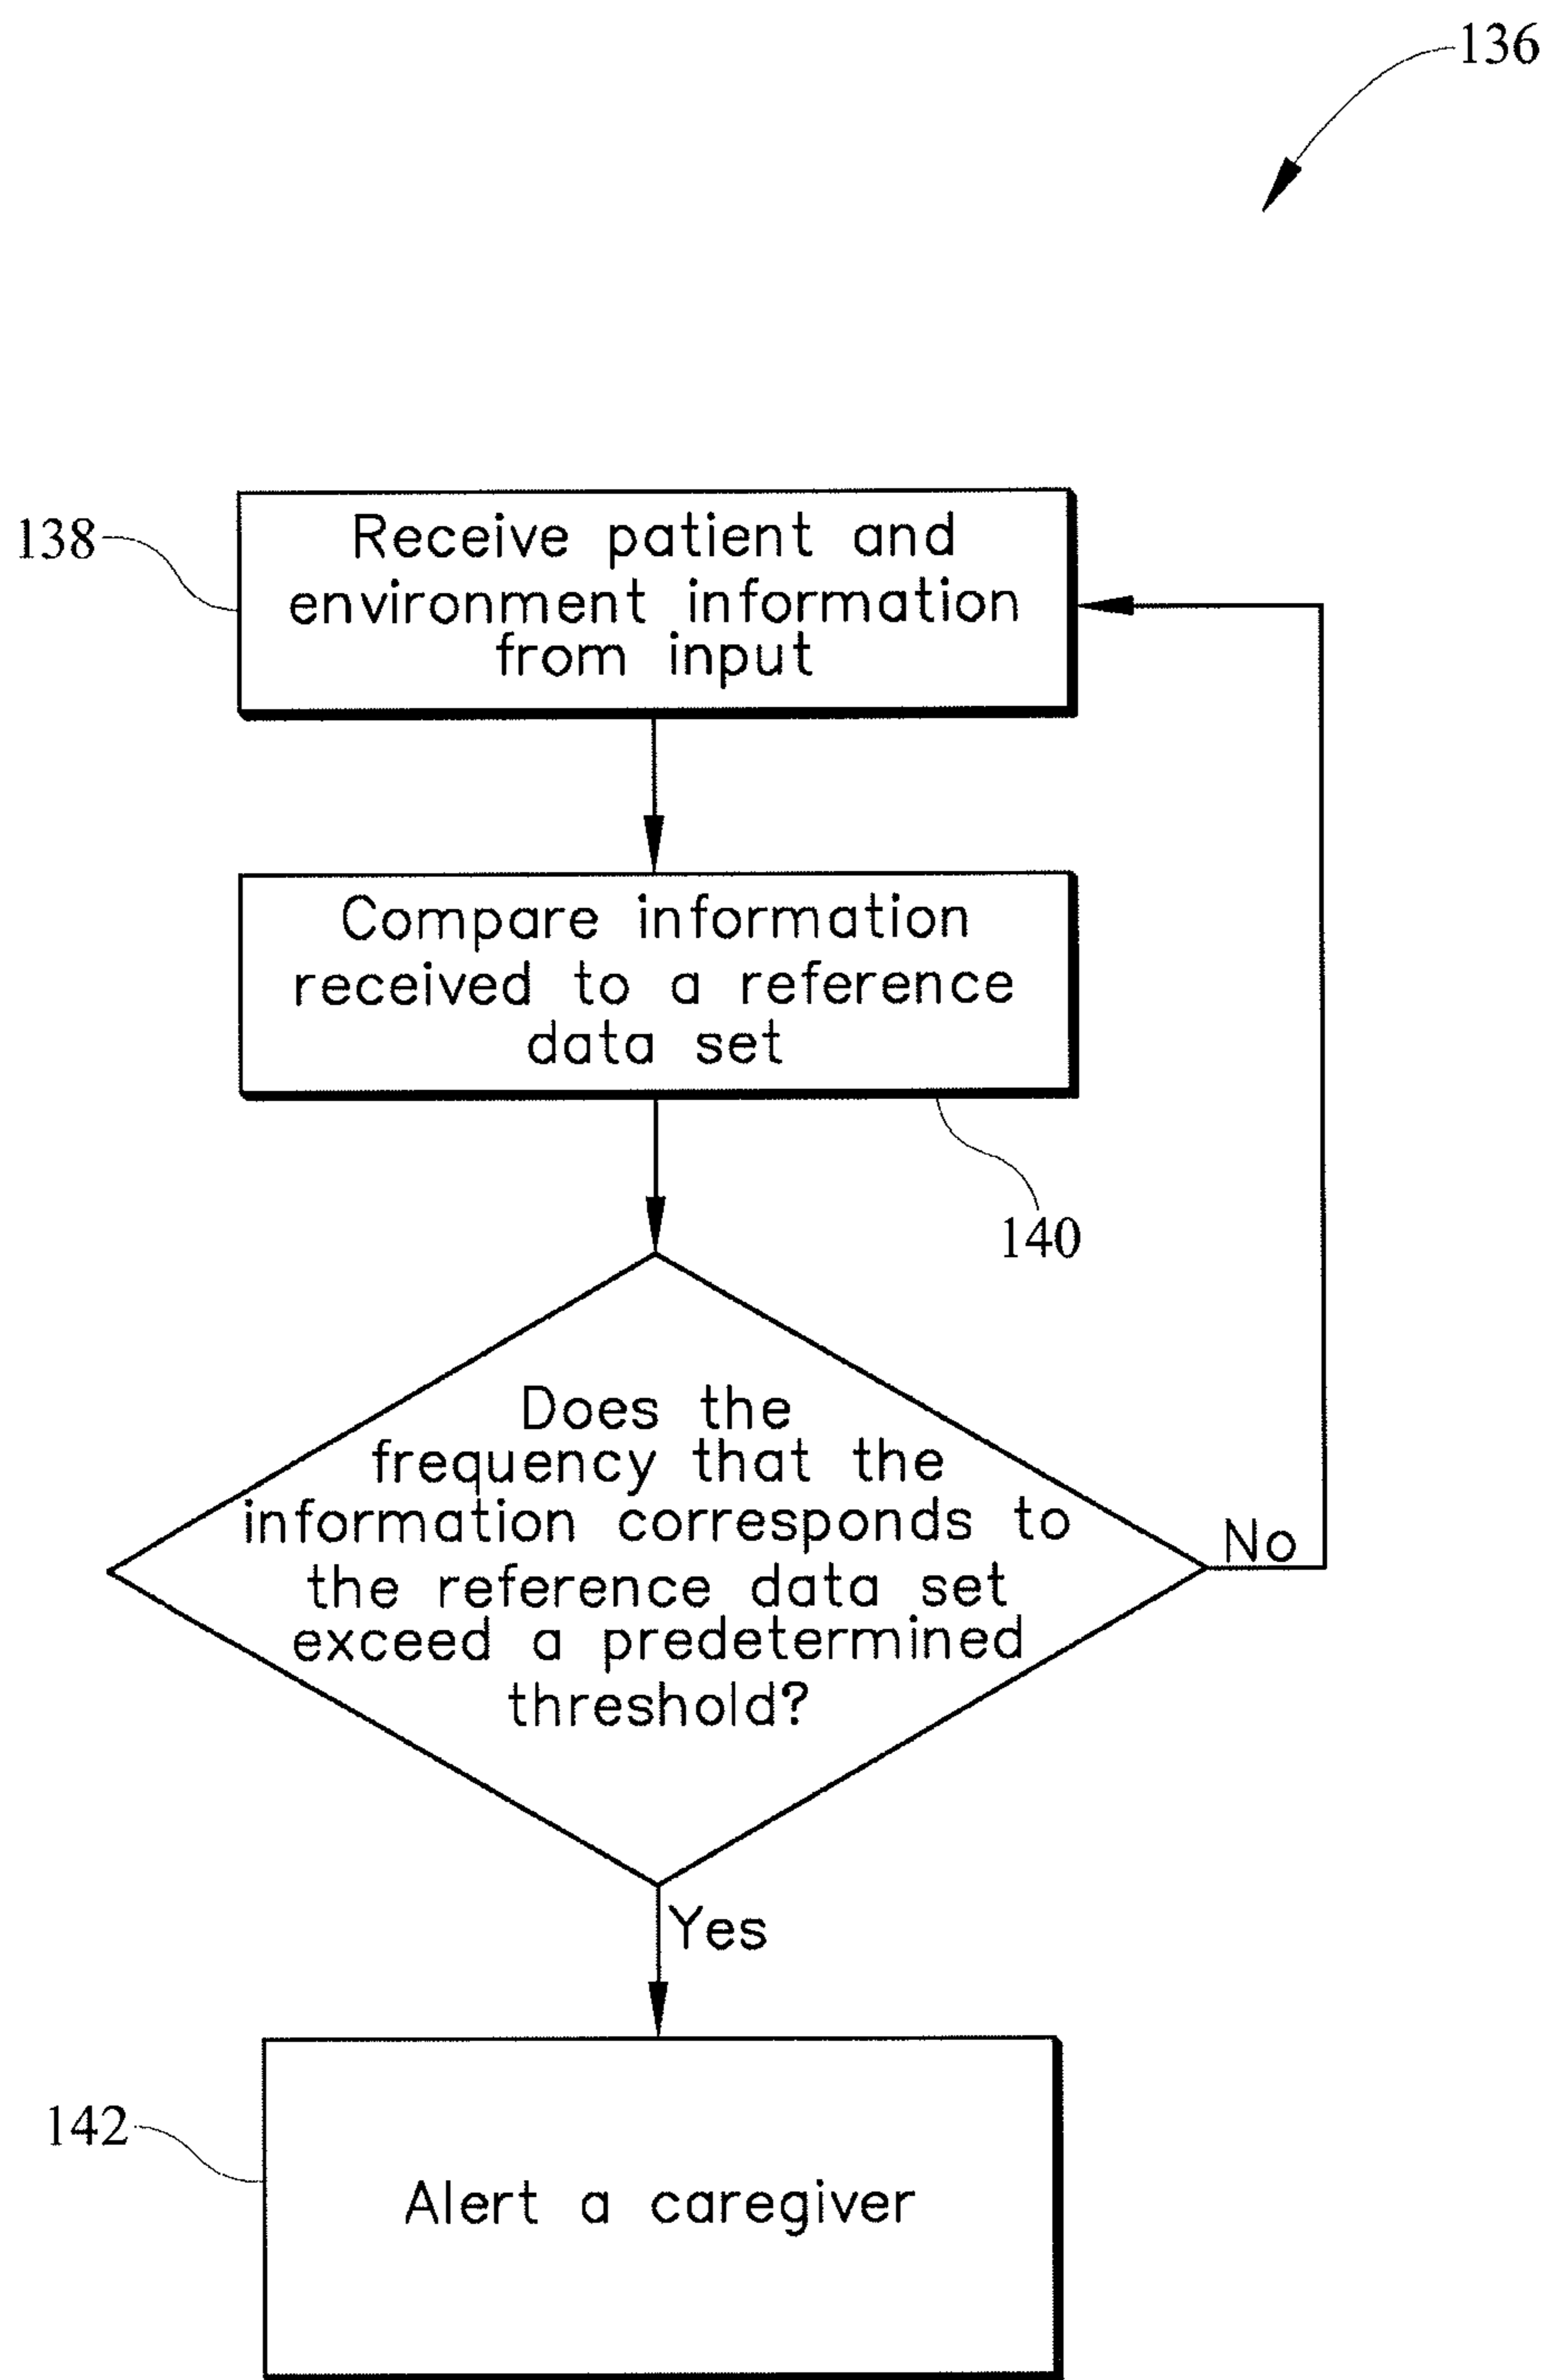 136
138
Receive patient and
environment information
from input
Compare information
received to a reference
data set
140
Does the
frequency that the
information corresponds to
the reference data set
exceed a predetermined
threshold?
No
Yes
142
Alert a caregiver